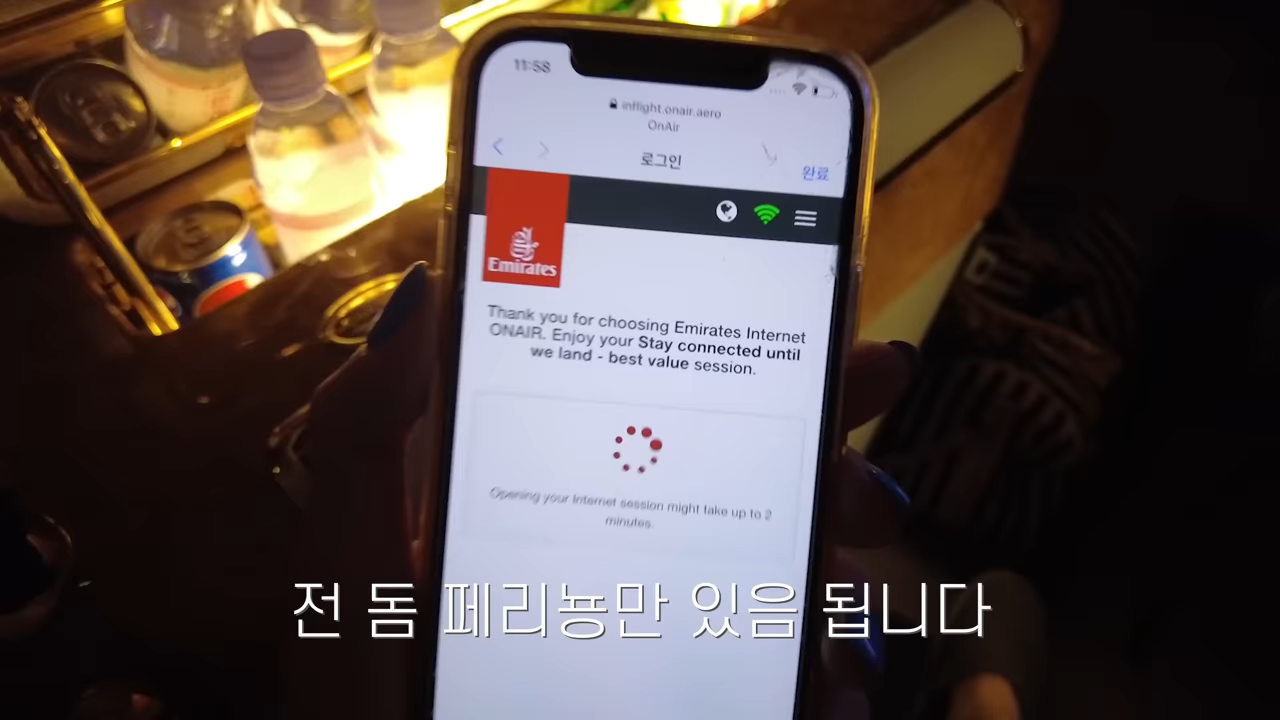 11:58
inflight.onair.aero
OnAir
로그인
완료
Emirates
Thank you for choosing Emirates Internet
ONAIR. Enjoy your Stay connected until
we land - best value session.
Opening your Internet session might take up to 2
minutes.
전 돔 페리뇽만 있음 됩니다